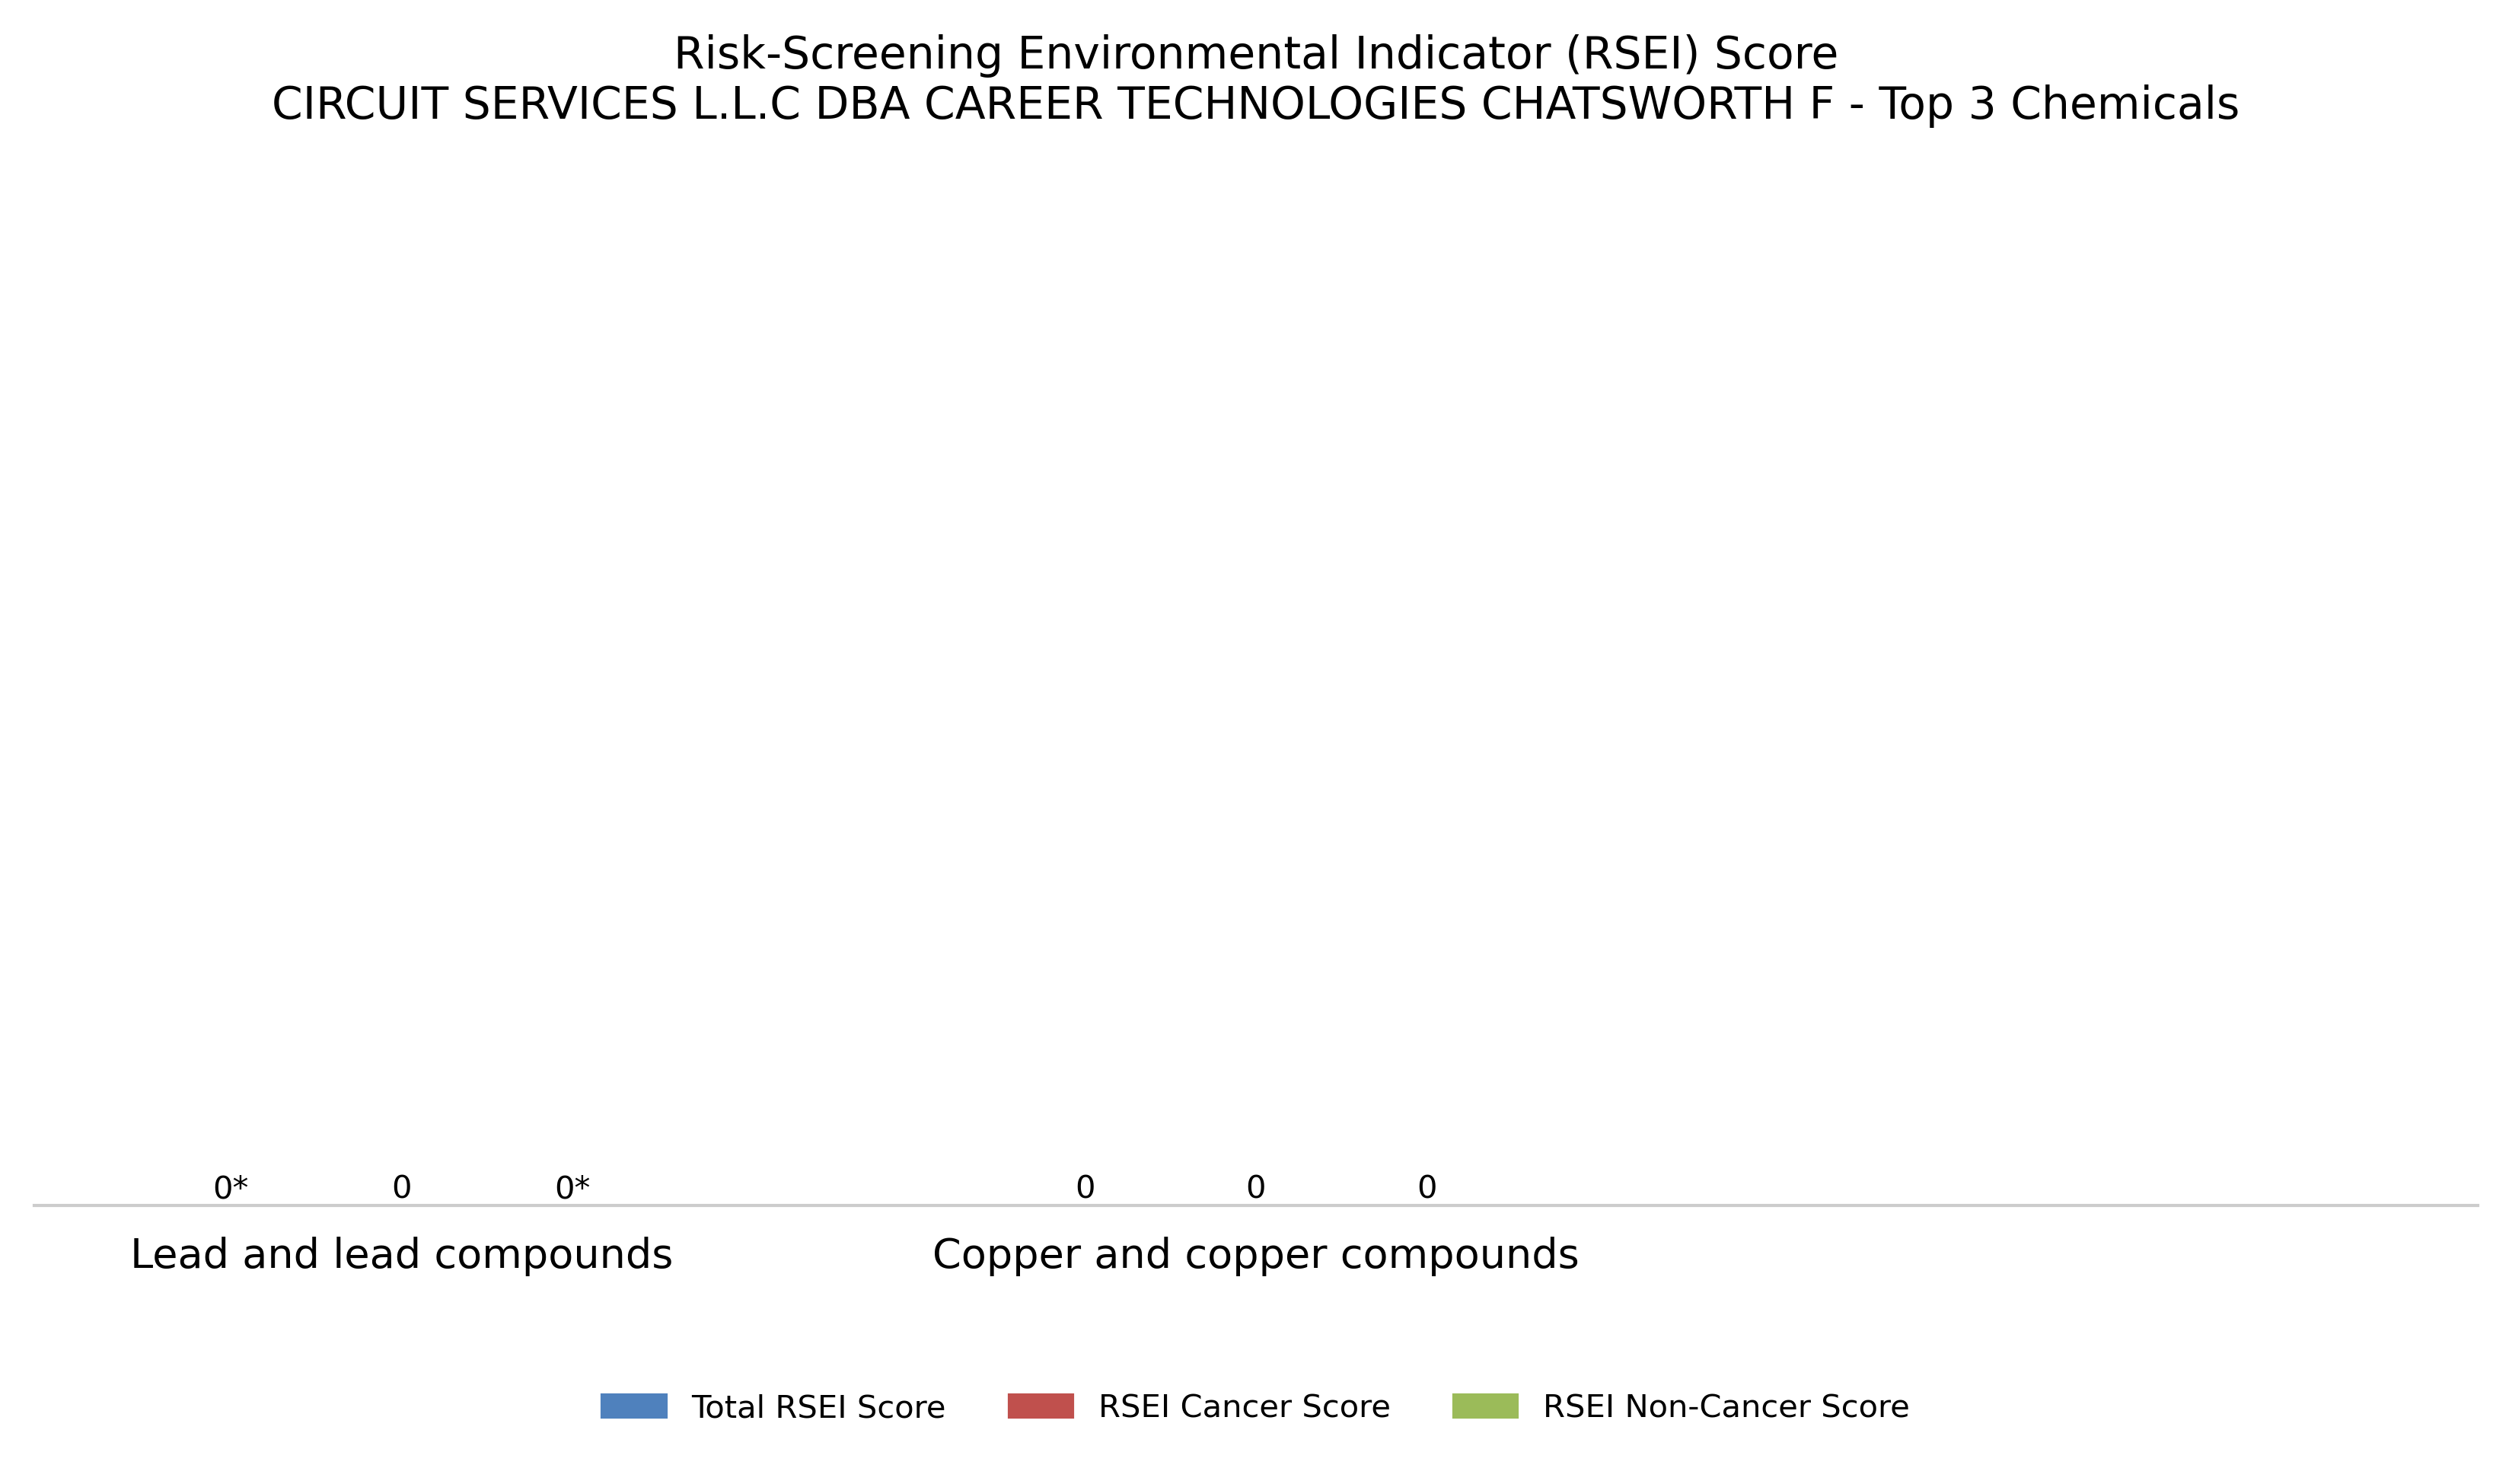 Risk-Screening Environmental Indicator (RSEI) Score
CIRCUIT SERVICES L.L.C DBA CAREER TECHNOLOGIES CHATSWORTH F - Top 3 Chemicals
0* 0 0* 0 0 0
Lead and lead compounds Copper and copper compounds
Total RSEI Score RSEI Cancer Score RSEI Non-Cancer Score